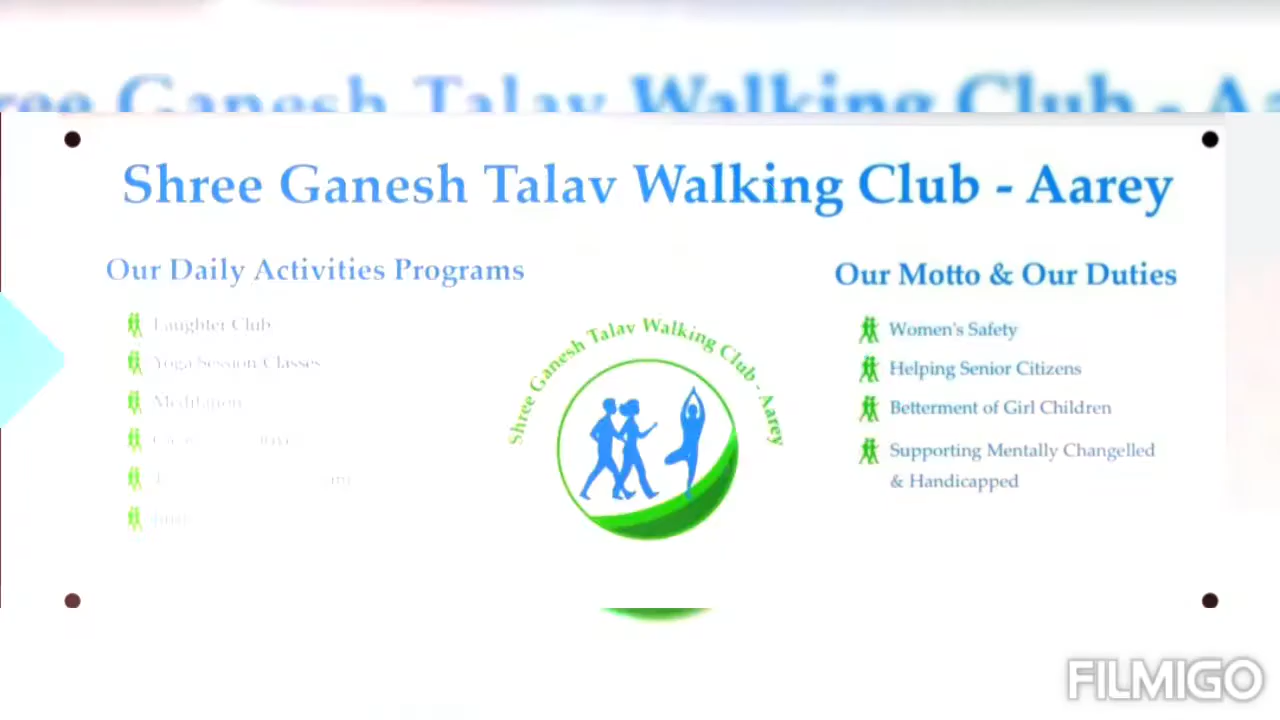 Shree Ganesh Talav Walking Club - Aarey
Our Daily Activities Programs
Laughter Club
Yoga Session Classes
Meditation
Shree Ganesh Talav Walking Club - Aarey
Our Motto & Our Duties
Women's Safety
Helping Senior Citizens
Betterment of Girl Children
Supporting Mentally Changelled
& Handicapped
FILMIGO